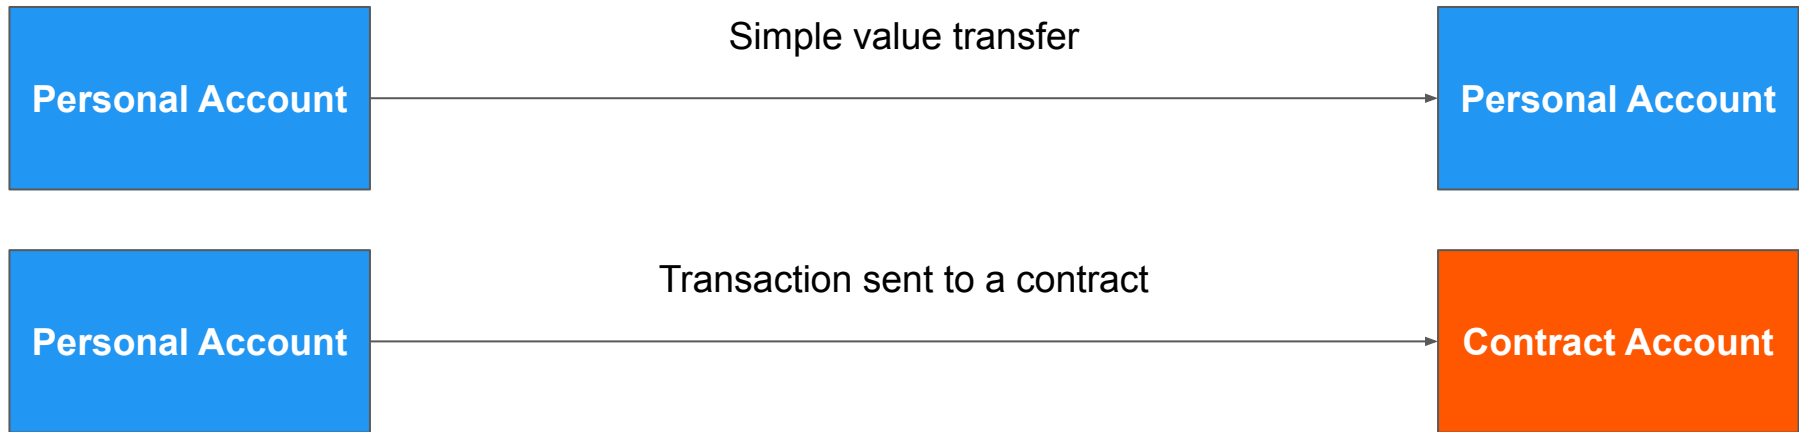 Simple value transfer
Personal Account
Personal Account
Transaction sent to a contract
Personal Account
Contract Account